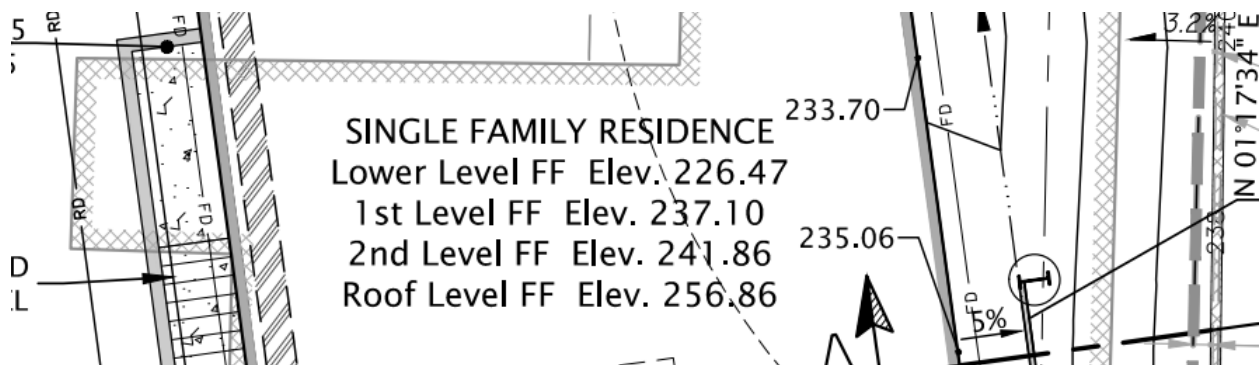 5
RD
FD
3.2%
SINGLE FAMILY RESIDENCE
Lower Level FF Elev. 226.47
1st Level FF Elev. 237.10
2nd Level FF Elev. 241.86
Roof Level FF Elev. 256.86
233.70
FD
N 01°17'34" E
RD
FD
235.06
D
LL
FD
5%